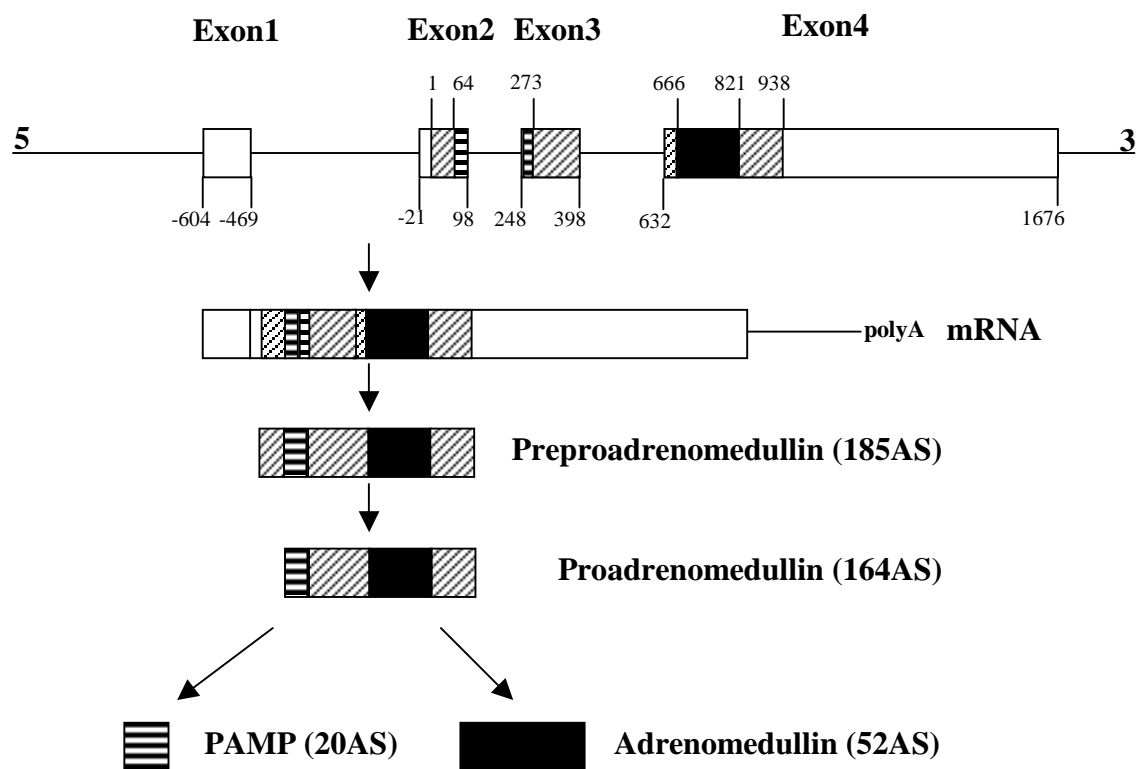 Exon1 Exon2 Exon3 Exon4
1 64 273 666 821 938
5 3
-604 -469 -21 98 248 398 632 1676
polyA mRNA
Preproadrenomedullin (185AS)
Proadrenomedullin (164AS)
PAMP (20AS) Adrenomedullin (52AS)